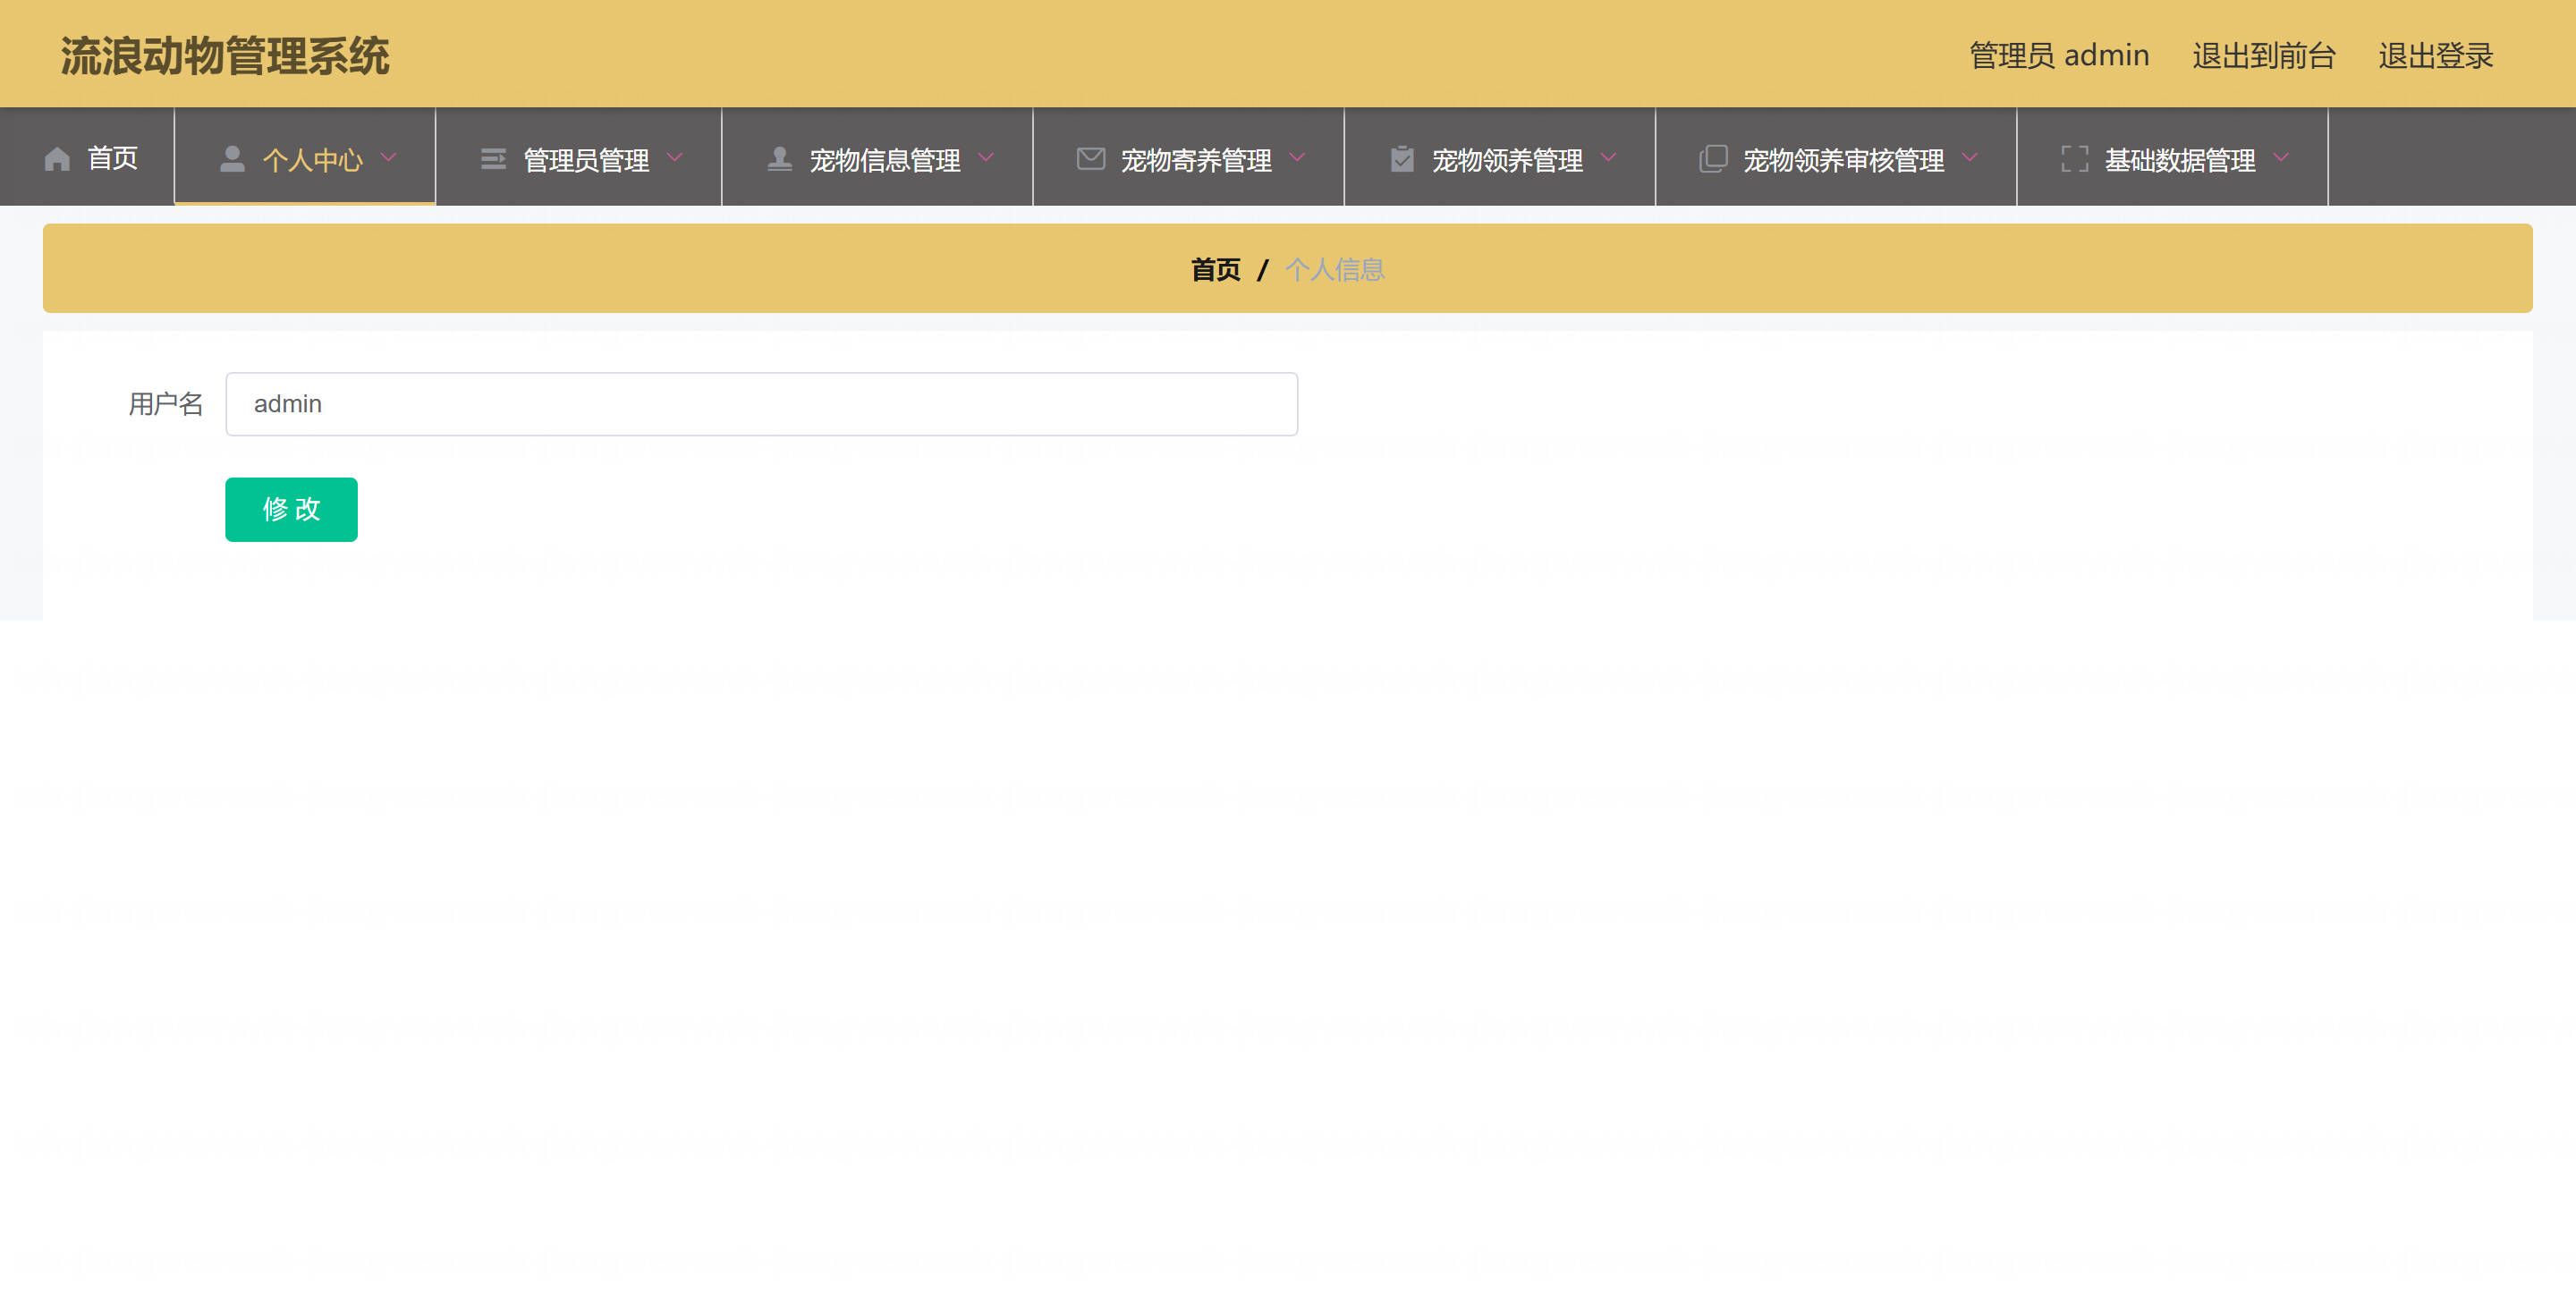 流浪动物管理系统
管理员 admin 退出到前台 退出登录
首页 个人中心 管理员管理 宠物信息管理 宠物寄养管理 宠物领养管理 宠物领养审核管理 基础数据管理
首页 / 个人信息
用户名 admin
修 改